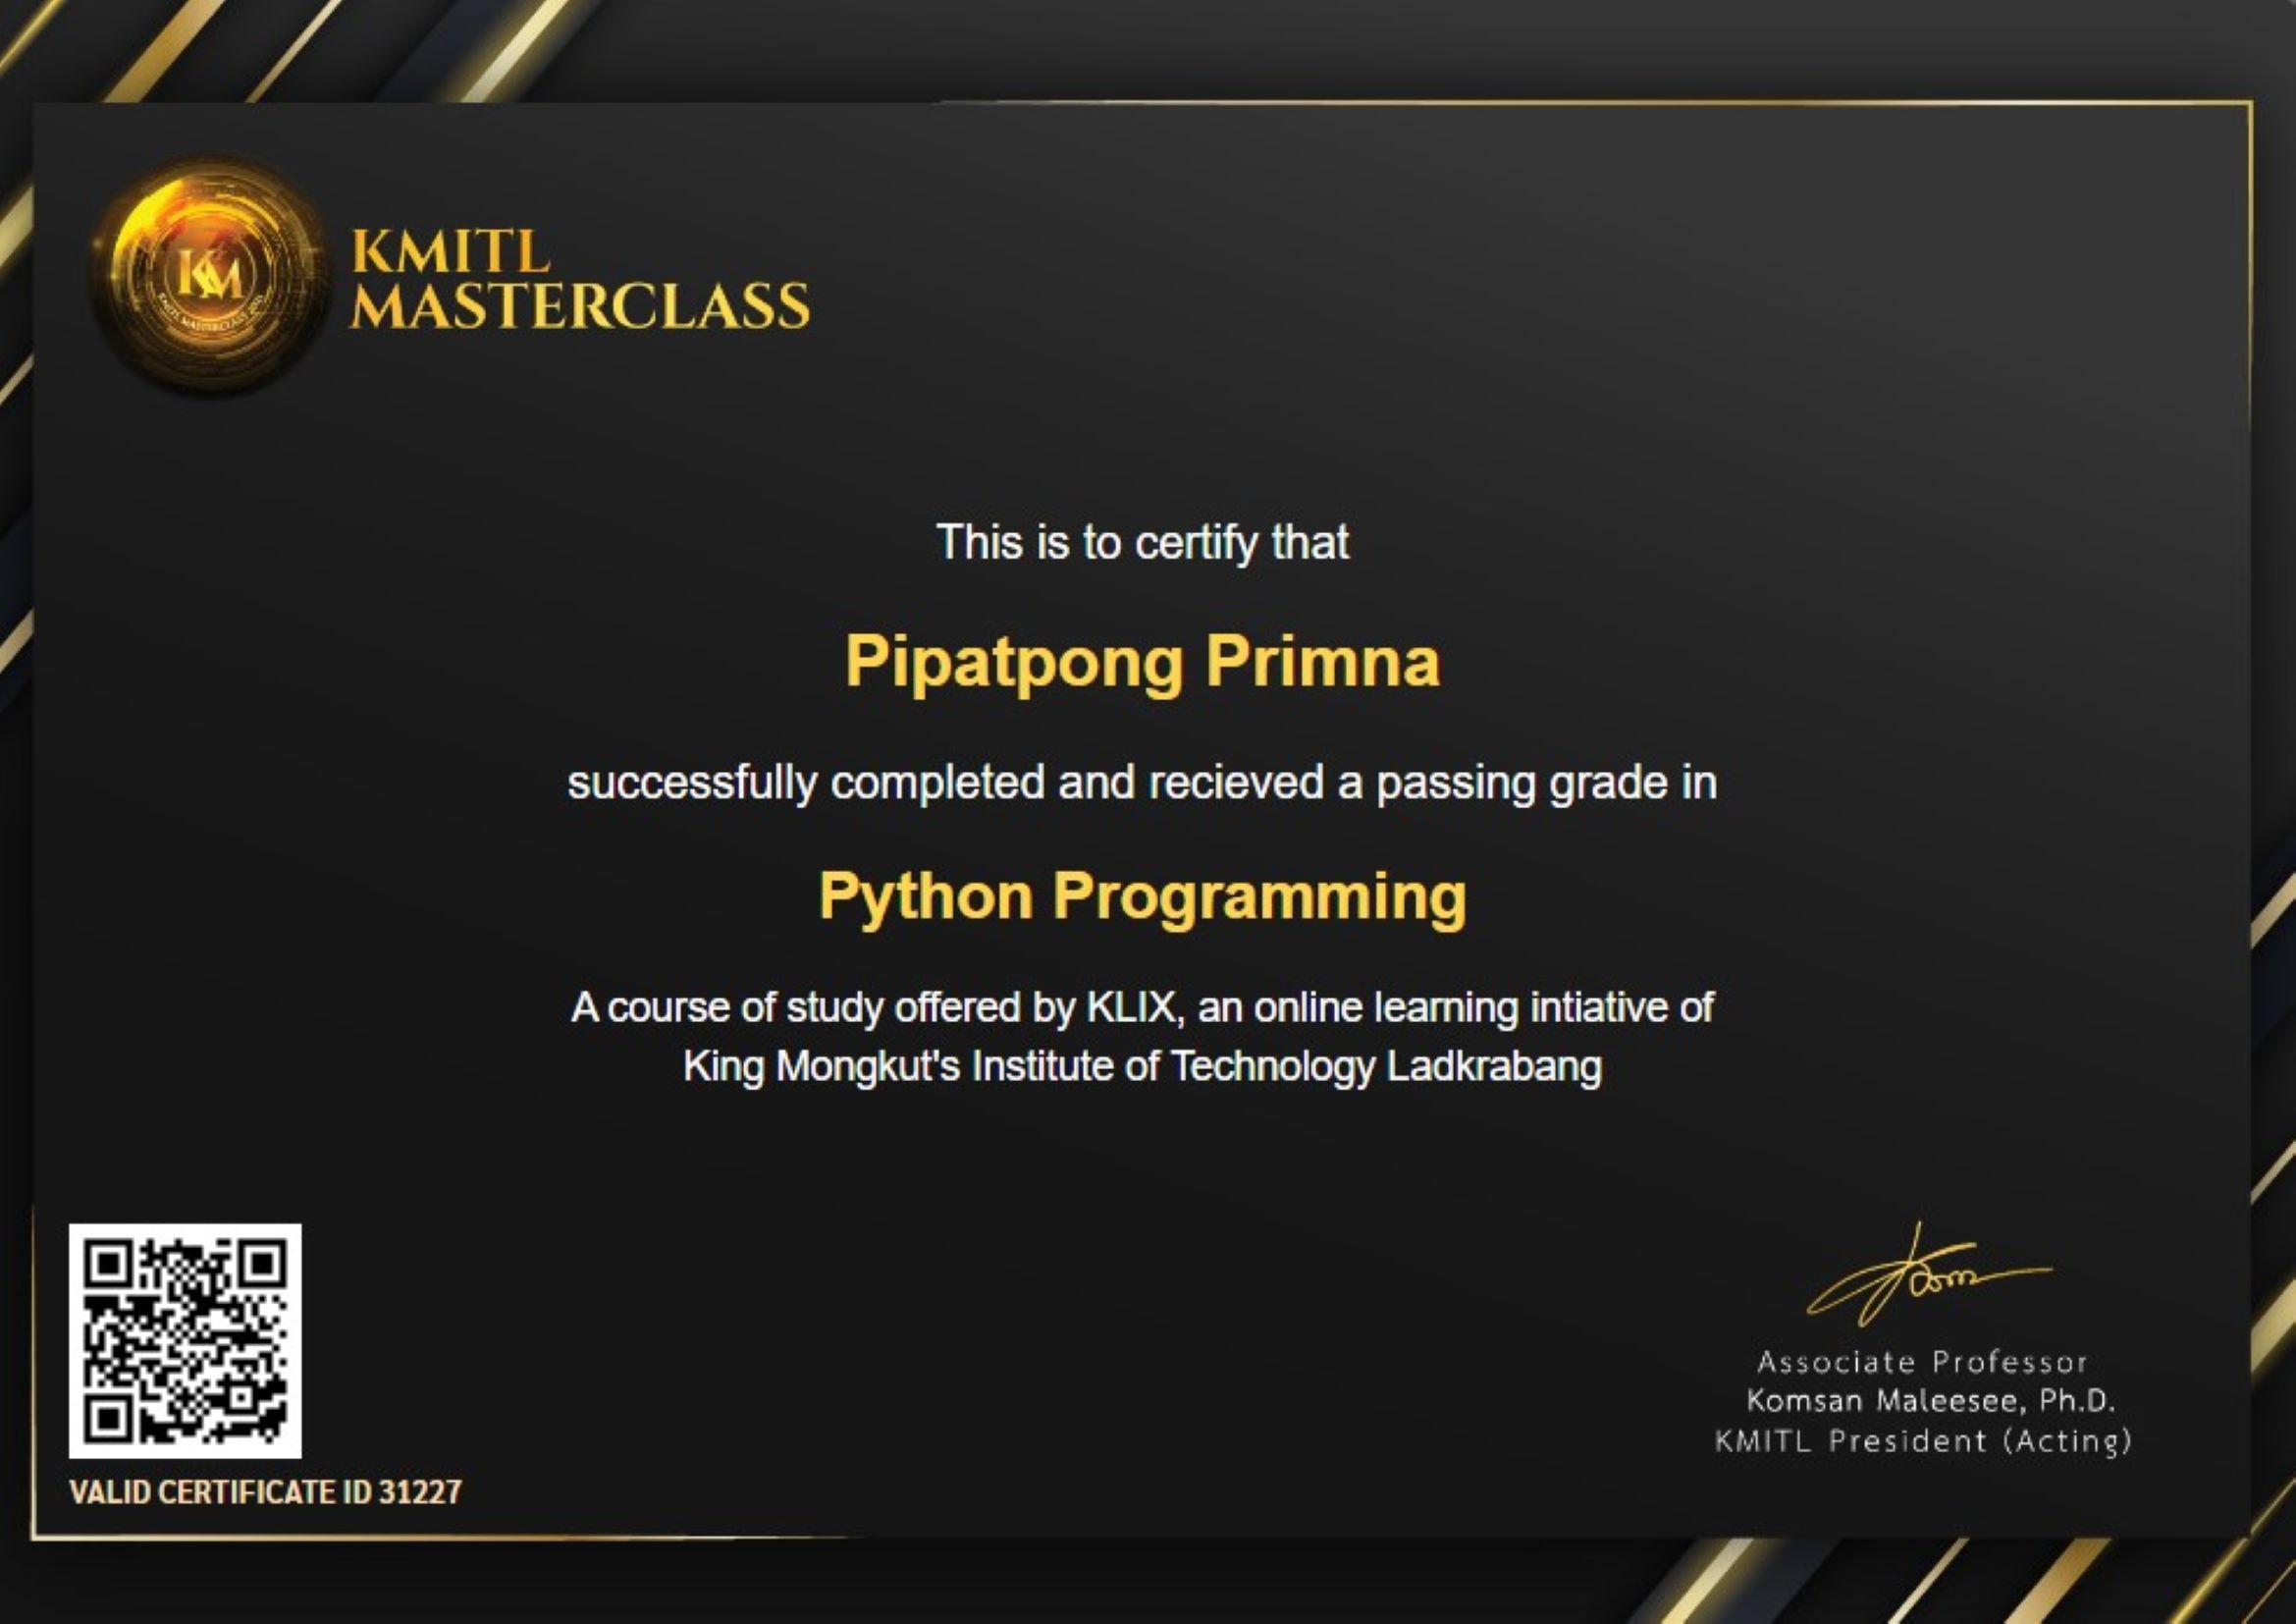 KM
KMITL MASTERCLASS
KMITL
MASTERCLASS
This is to certify that
Pipatpong Primna
successfully completed and recieved a passing grade in
Python Programming
A course of study offered by KLIX, an online learning intiative of
King Mongkut's Institute of Technology Ladkrabang
Associate Professor
Komsan Maleesee, Ph.D.
KMITL President (Acting)
VALID CERTIFICATE ID 31227